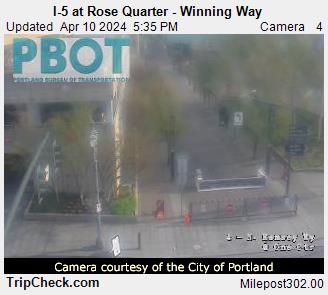 I-5 at Rose Quarter - Winning Way
Updated Apr 10 2024 5:35 PM Camera 4
PBOT
PORTLAND BUREAU OF TRANSPORTATION
Camera courtesy of the City of Portland
TripCheck.com Milepost302.00